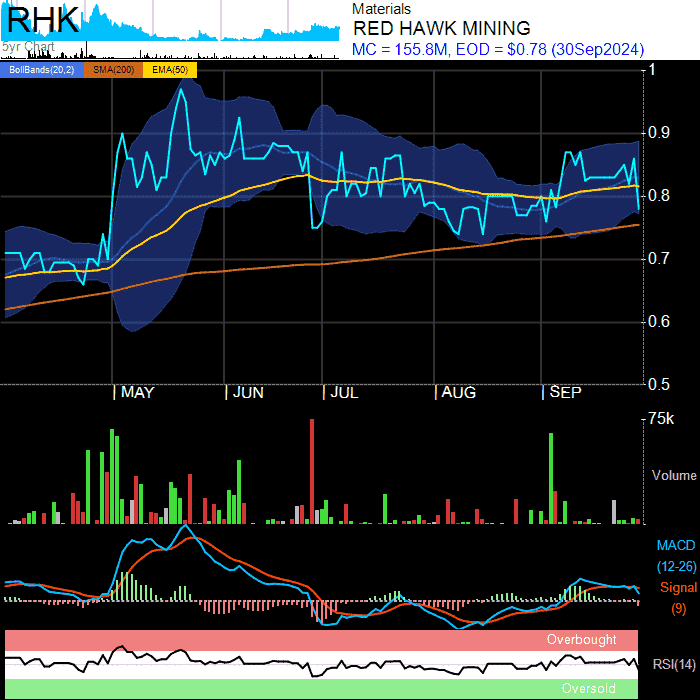 RHK
5yr Chart
Materials
RED HAWK MINING
MC = 155.8M, EOD = $0.78 (30Sep2024)
BollBands(20,2) SMA(200) EMA(50)
1
0.9
0.8
0.7
0.6
0.5
MAY JUN JUL AUG SEP
75k
Volume
MACD
(12-26)
Signal
(9)
Overbought
RSI(14)
Oversold